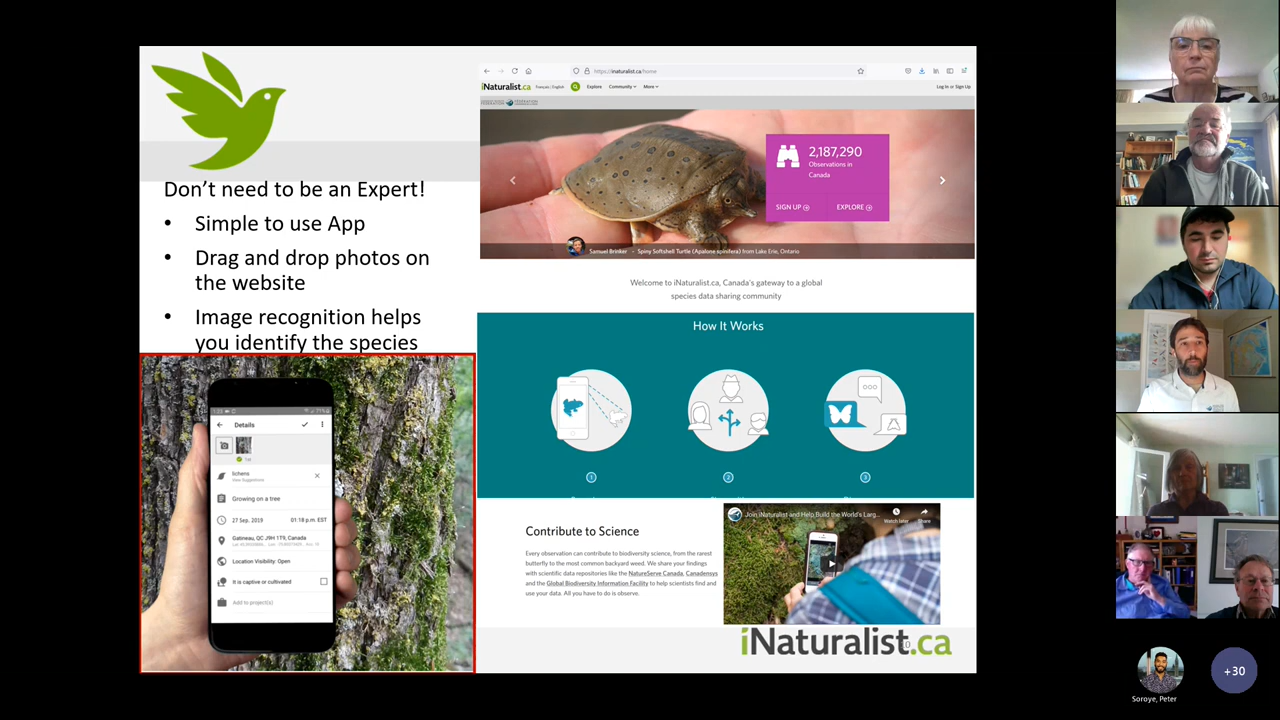 Don't need to be an Expert!
• Simple to use App
• Drag and drop photos on
the website
• Image recognition helps
you identify the species
Details
lichens
View Suggestions
Growing on a tree
27 Sep. 2019 01:18 p.m. EST
Gatineau, QC J9H 1T9, Canada
Location Visibility: Open
It is captive or cultivated
Add to project(s)
https://inaturalist.ca/home
iNaturalist.ca Français / English Explore Community More Log In or Sign Up
2,187,290
Observations in
Canada
SIGN UP EXPLORE
Samuel Brinker - Spiny Softshell Turtle (Apalone spinifera) from Lake Erie, Ontario
Welcome to iNaturalist.ca, Canada's gateway to a global
species data sharing community
How It Works
1 2 3
Contribute to Science
Every observation can contribute to biodiversity science, from the rarest
butterfly to the most common backyard weed. We share your findings
with scientific data repositories like the NatureServe Canada, Canadensys
and the Global Biodiversity Information Facility to help scientists find and
use your data. All you have to do is observe.
Join iNaturalist and Help Build the World's Larg...
Watch later Share
iNaturalist.ca
Soroye, Peter
+30